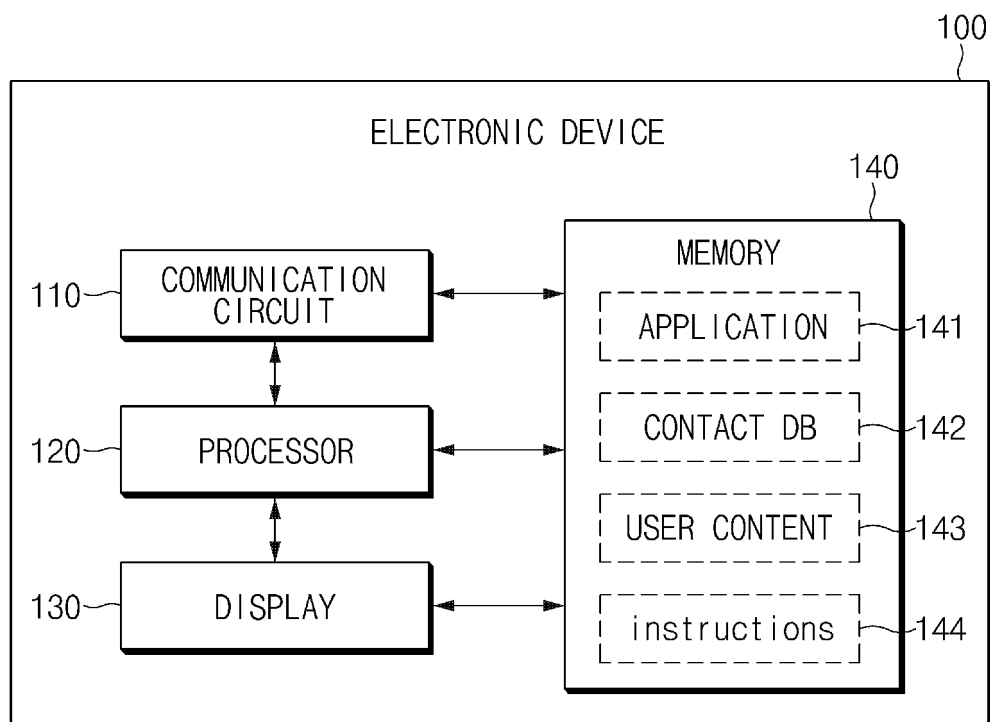 100
ELECTRONIC DEVICE
140
MEMORY
110
COMMUNICATION
CIRCUIT
APPLICATION
141
120
PROCESSOR
CONTACT DB
142
USER CONTENT
143
130
DISPLAY
instructions
144